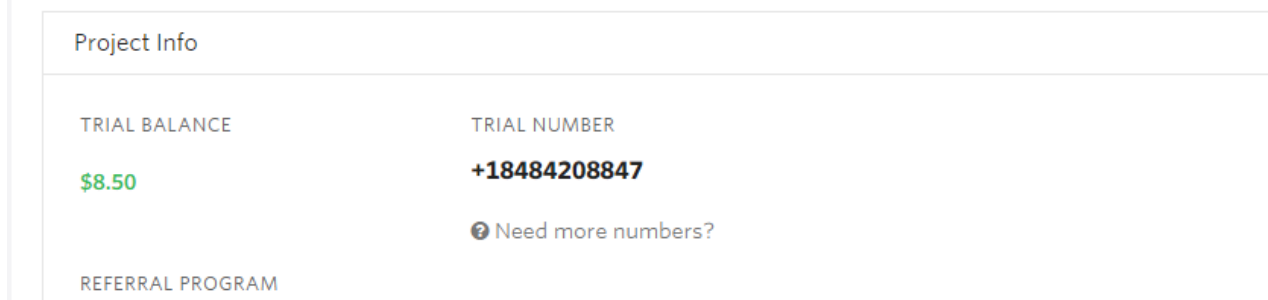 Project Info
TRIAL BALANCE
$8.50
TRIAL NUMBER
+18484208847
Need more numbers?
REFERRAL PROGRAM